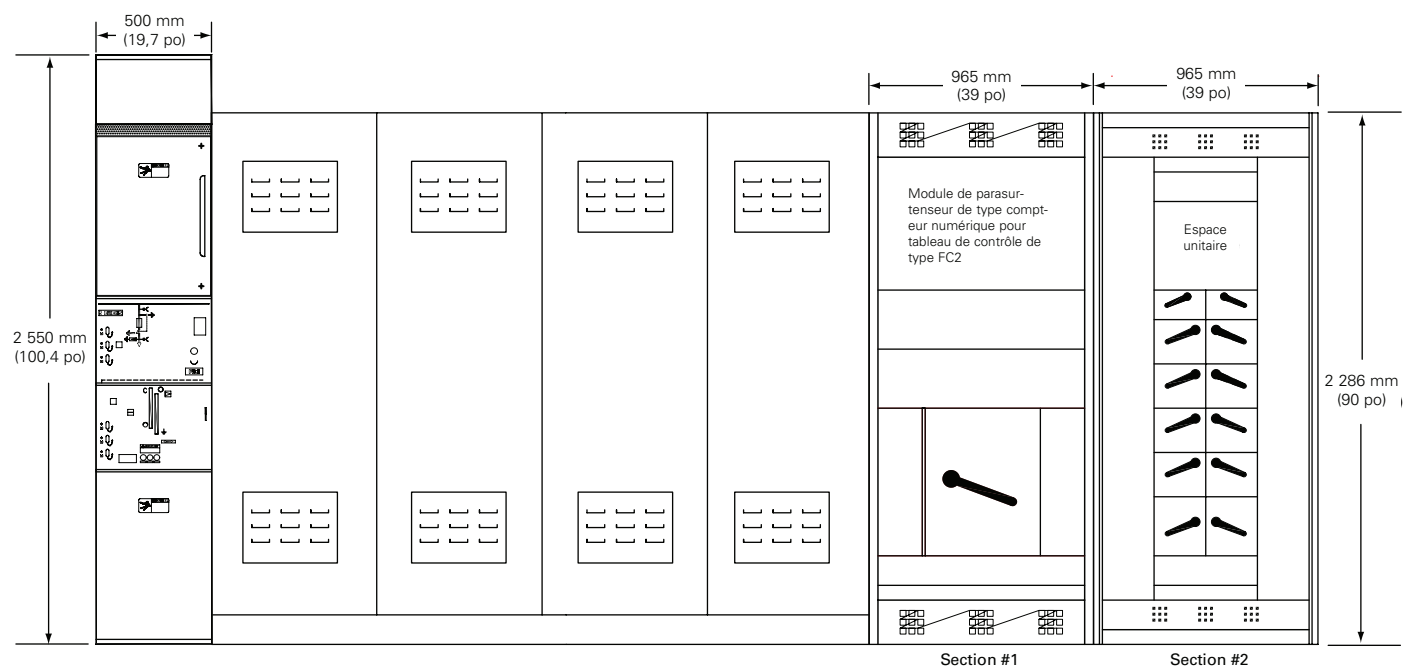 500 mm
(19,7 po)
965 mm
(39 po)
965 mm
(39 po)
Module de parasur-
tenseur de type compt-
eur numérique pour
tableau de contrôle de
type FC2
Espace
unitaire
2 550 mm
(100,4 po)
2 286 mm
(90 po)
Section #1
Section #2